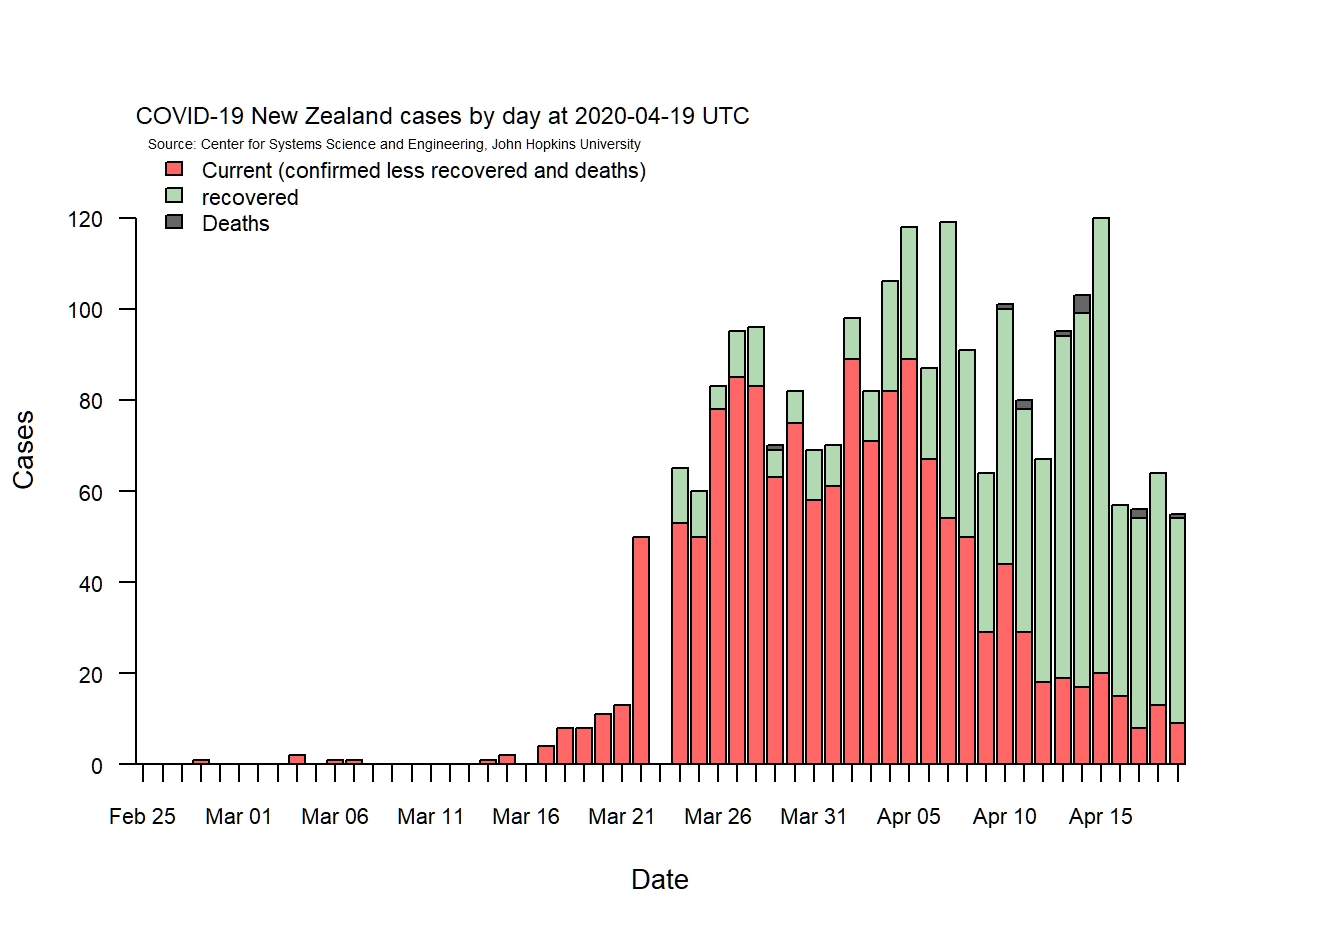 COVID-19 New Zealand cases by day at 2020-04-19 UTC
Source: Center for Systems Science and Engineering, John Hopkins University
Current (confirmed less recovered and deaths)
recovered
Deaths
120
100
80
60
40
20
0
Cases
Feb 25 Mar 01 Mar 06 Mar 11 Mar 16 Mar 21 Mar 26 Mar 31 Apr 05 Apr 10 Apr 15
Date